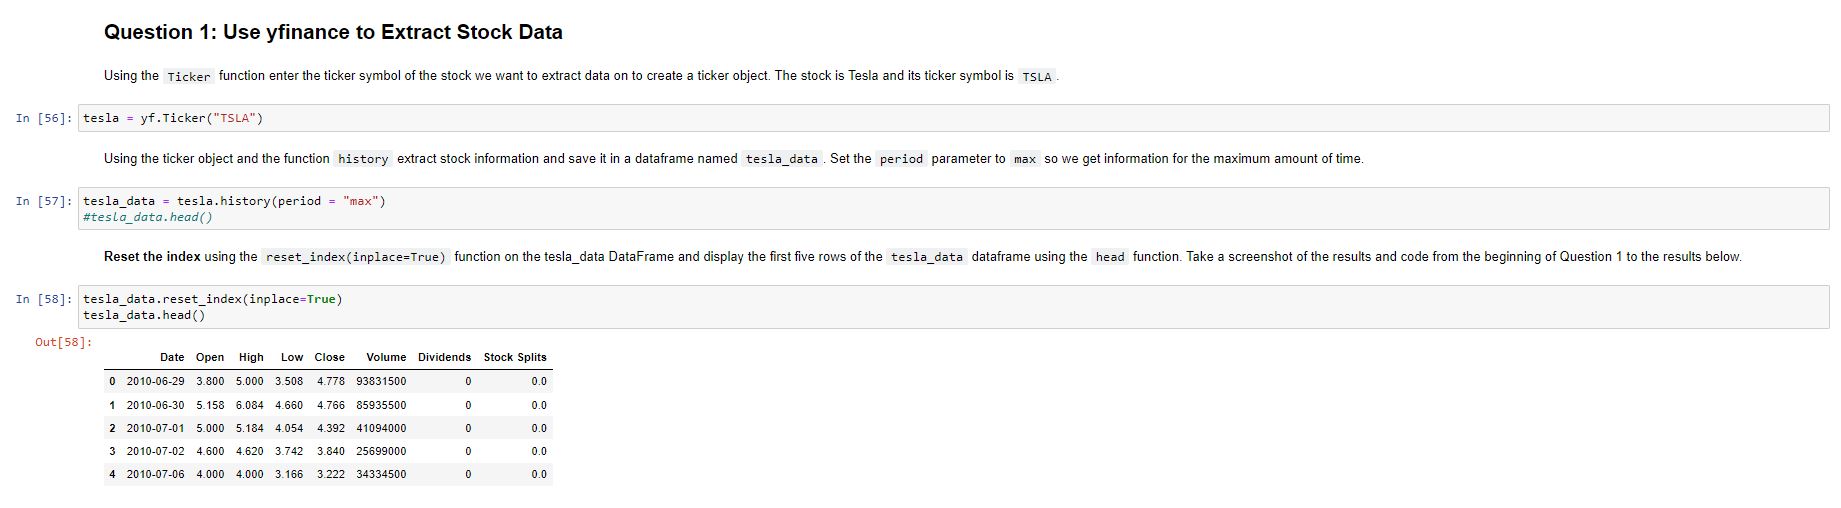 Question 1: Use yfinance to Extract Stock Data
Using the Ticker function enter the ticker symbol of the stock we want to extract data on to create a ticker object. The stock is Tesla and its ticker symbol is TSLA .
In [56]: tesla = yf.Ticker("TSLA")
Using the ticker object and the function history extract stock information and save it in a dataframe named tesla_data . Set the period parameter to max so we get information for the maximum amount of time.
In [57]: tesla_data = tesla.history(period = "max")
#tesla_data.head()
Reset the index using the reset_index(inplace=True) function on the tesla_data DataFrame and display the first five rows of the tesla_data dataframe using the head function. Take a screenshot of the results and code from the beginning of Question 1 to the results below.
In [58]: tesla_data.reset_index(inplace=True)
tesla_data.head()
Out[58]:
Date Open High Low Close Volume Dividends Stock Splits
0 2010-06-29 3.800 5.000 3.508 4.778 93831500 0 0.0
1 2010-06-30 5.158 6.084 4.660 4.766 85935500 0 0.0
2 2010-07-01 5.000 5.184 4.054 4.392 41094000 0 0.0
3 2010-07-02 4.600 4.620 3.742 3.840 25699000 0 0.0
4 2010-07-06 4.000 4.000 3.166 3.222 34334500 0 0.0